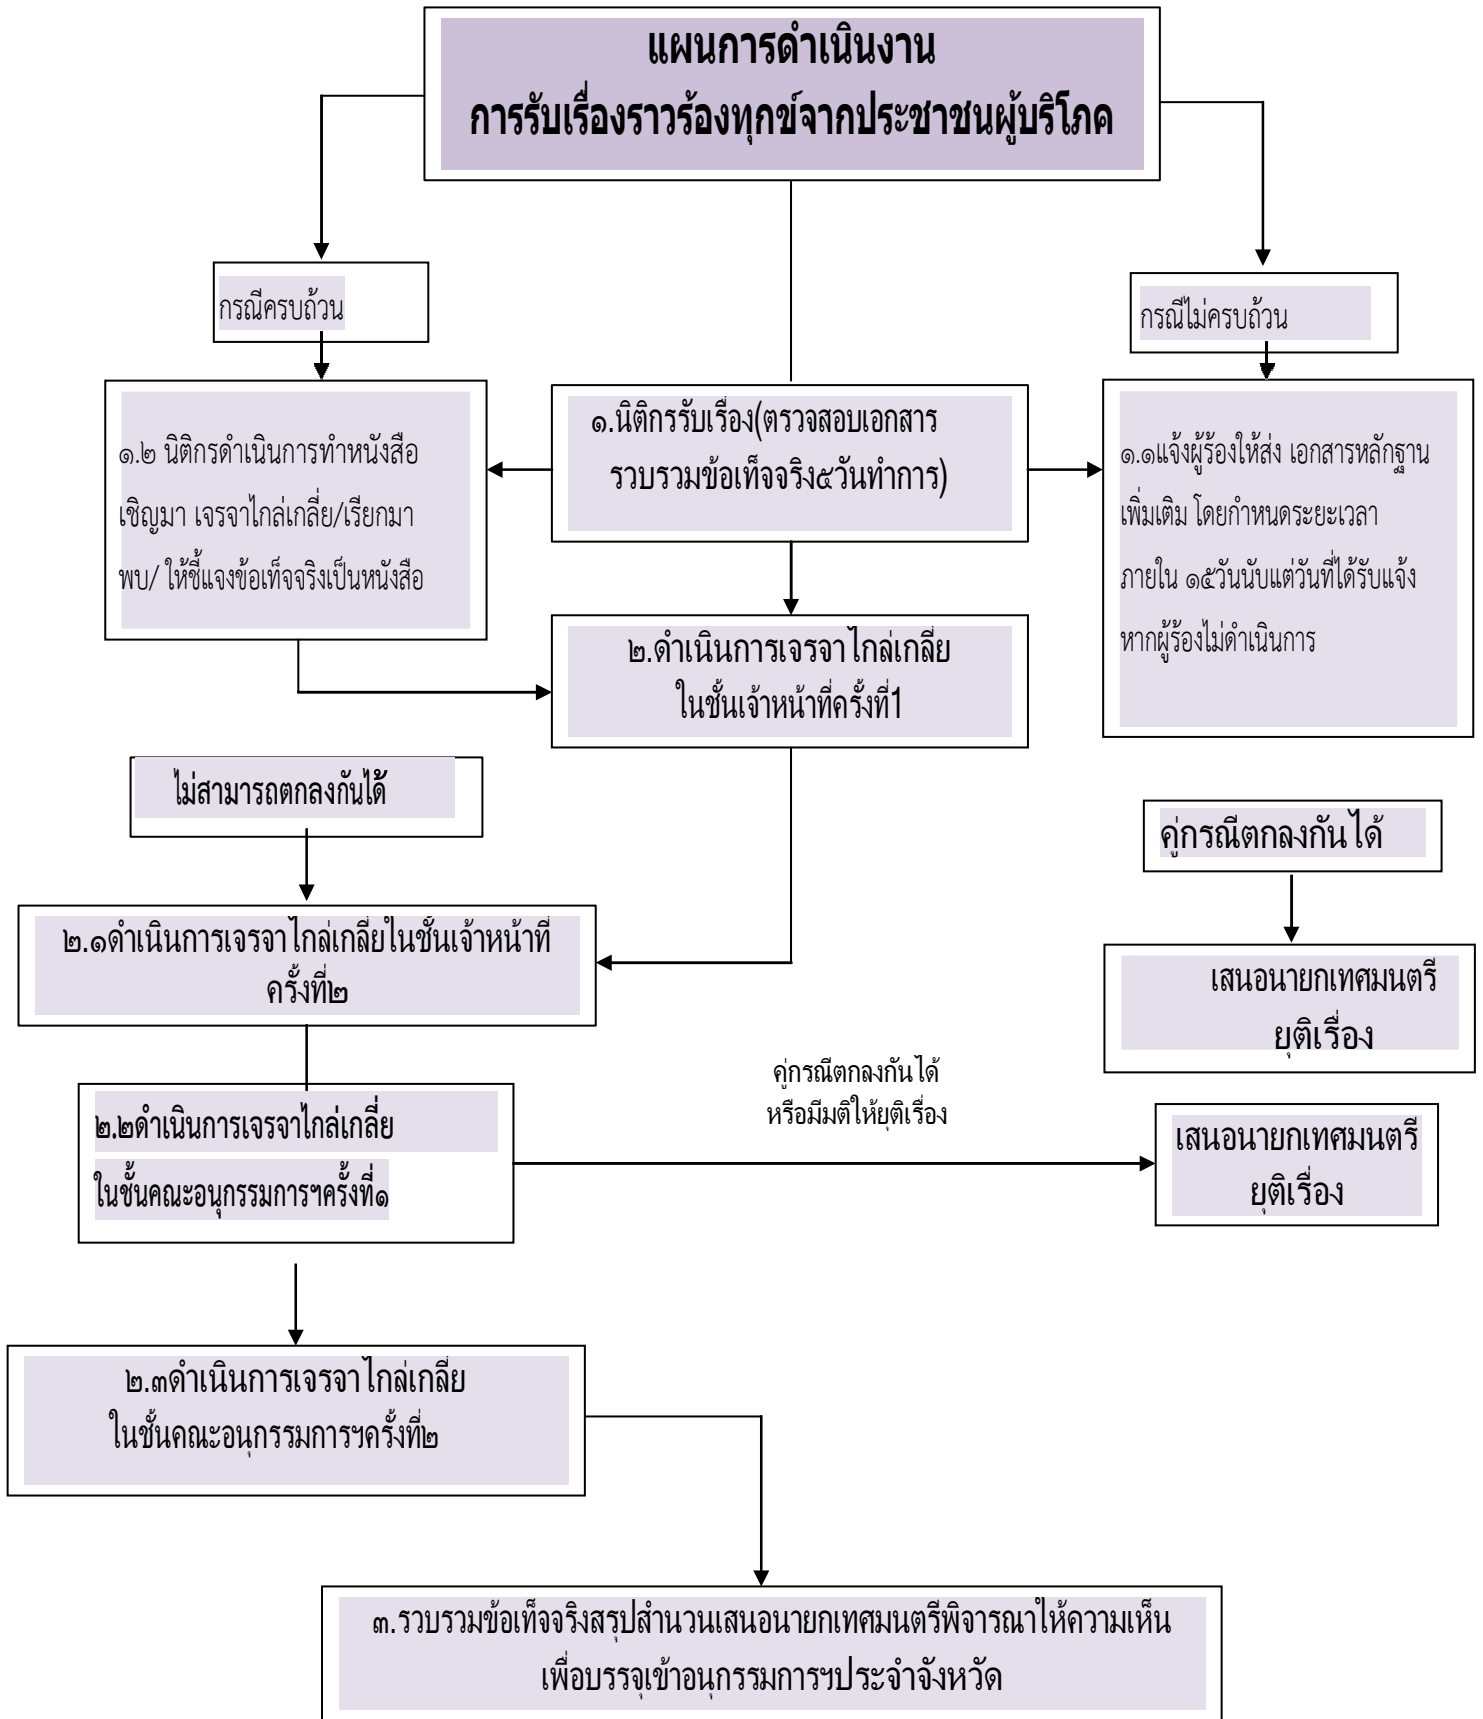 แผนการดำเนินงาน
การรับเรื่องราวร้องทุกข์จากประชาชนผู้บริโภค
กรณีครบถ้วน
กรณีไม่ครบถ้วน
๑.๒ นิติกรดำเนินการทำหนังสือ
เชิญมา เจรจาไกล่เกลี่ย/เรียกมา
พบ/ ให้ชี้แจงข้อเท็จจริงเป็นหนังสือ
๑.นิติกรรับเรื่อง(ตรวจสอบเอกสาร
รวบรวมข้อเท็จจริง๕วันทำการ)
๑.๑แจ้งผู้ร้องให้ส่ง เอกสารหลักฐาน
เพิ่มเติม โดยกำหนดระยะเวลา
ภายใน ๑๕วันนับแต่วันที่ได้รับแจ้ง
หากผู้ร้องไม่ดำเนินการ
๒.ดำเนินการเจรจาไกล่เกลี่ย
ในชั้นเจ้าหน้าที่ครั้งที่1
ไม่สามารถตกลงกันได้
คู่กรณีตกลงกันได้
๒.๑ดำเนินการเจรจาไกล่เกลี่ยในชั้นเจ้าหน้าที่
ครั้งที่๒
เสนอนายกเทศมนตรี
ยุติเรื่อง
๒.๒ดำเนินการเจรจาไกล่เกลี่ย
ในชั้นคณะอนุกรรมการฯครั้งที่๑
คู่กรณีตกลงกันได้
หรือมีมติให้ยุติเรื่อง
เสนอนายกเทศมนตรี
ยุติเรื่อง
๒.๓ดำเนินการเจรจาไกล่เกลี่ย
ในชั้นคณะอนุกรรมการฯครั้งที่๒
๓.รวบรวมข้อเท็จจริงสรุปสำนวนเสนอนายกเทศมนตรีพิจารณาให้ความเห็น
เพื่อบรรจุเข้าอนุกรรมการฯประจำจังหวัด